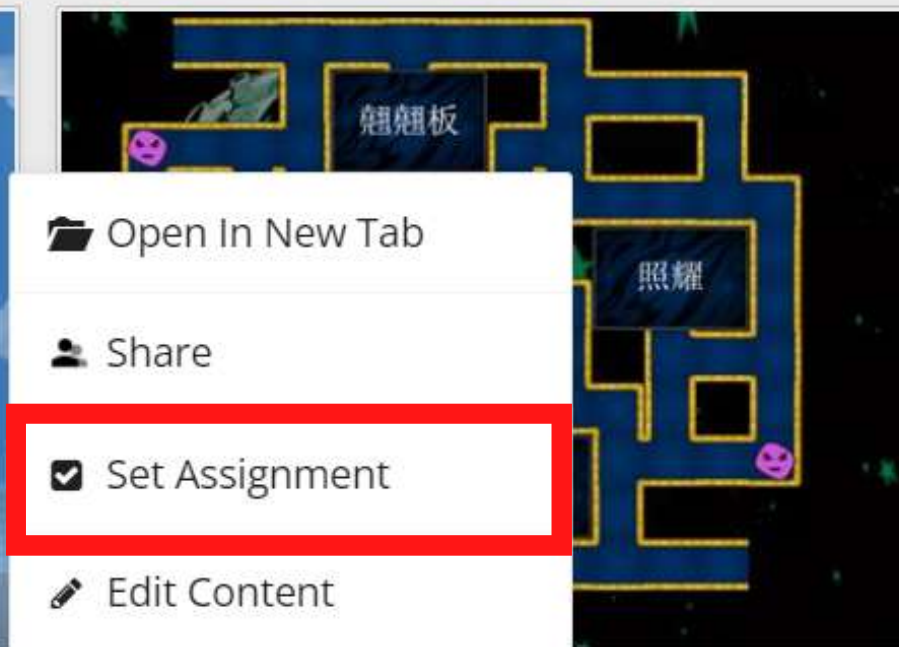 翹翹板
Open In New Tab
照耀
Share
Set Assignment
Edit Content